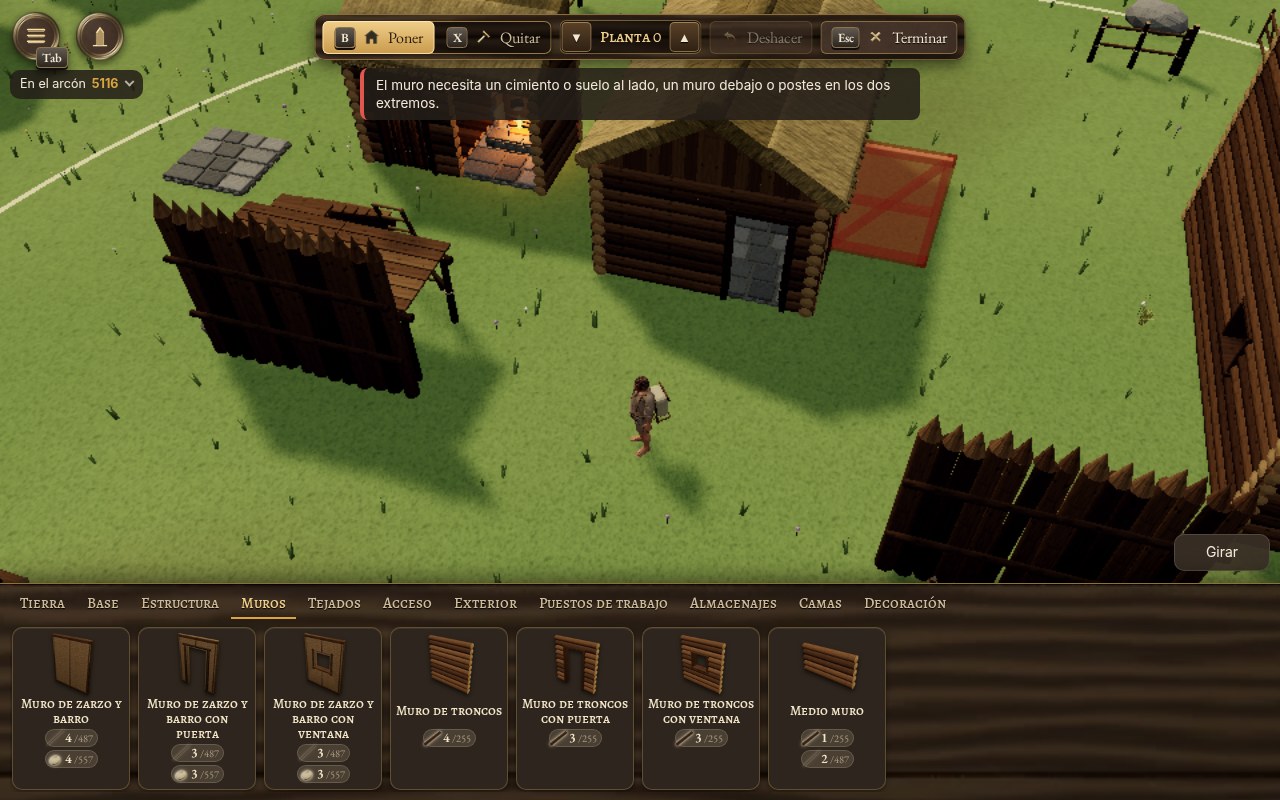 B Poner X Quitar ▼ Planta 0 ▲ Deshacer Esc Terminar
Tab
En el arcón 5116
El muro necesita un cimiento o suelo al lado, un muro debajo o postes en los dos
extremos.
Girar
Tierra Base Estructura Muros Tejados Acceso Exterior Puestos de trabajo Almacenajes Camas Decoración
Muro de zarzo y
barro
4 /487
4 /557
Muro de zarzo y
barro con
puerta
3 /487
3 /557
Muro de zarzo y
barro con
ventana
3 /487
3 /557
Muro de troncos
4 /255
Muro de troncos
con puerta
3 /255
Muro de troncos
con ventana
3 /255
Medio muro
1 /255
2 /487